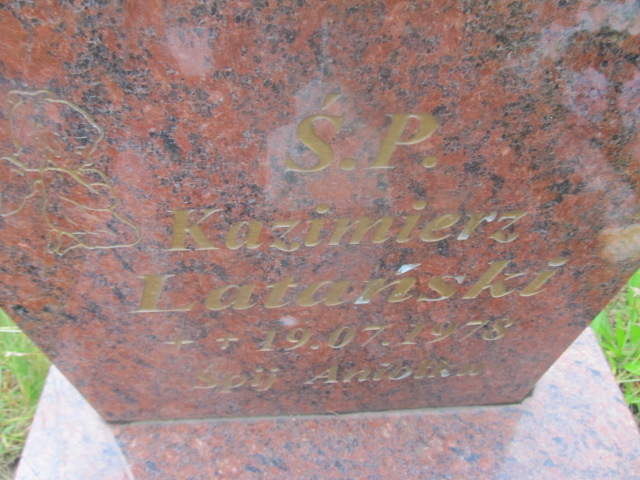 Ś.P.
Kazimierz
Latański
+ + 19.07.1978
Śpij Aniołku